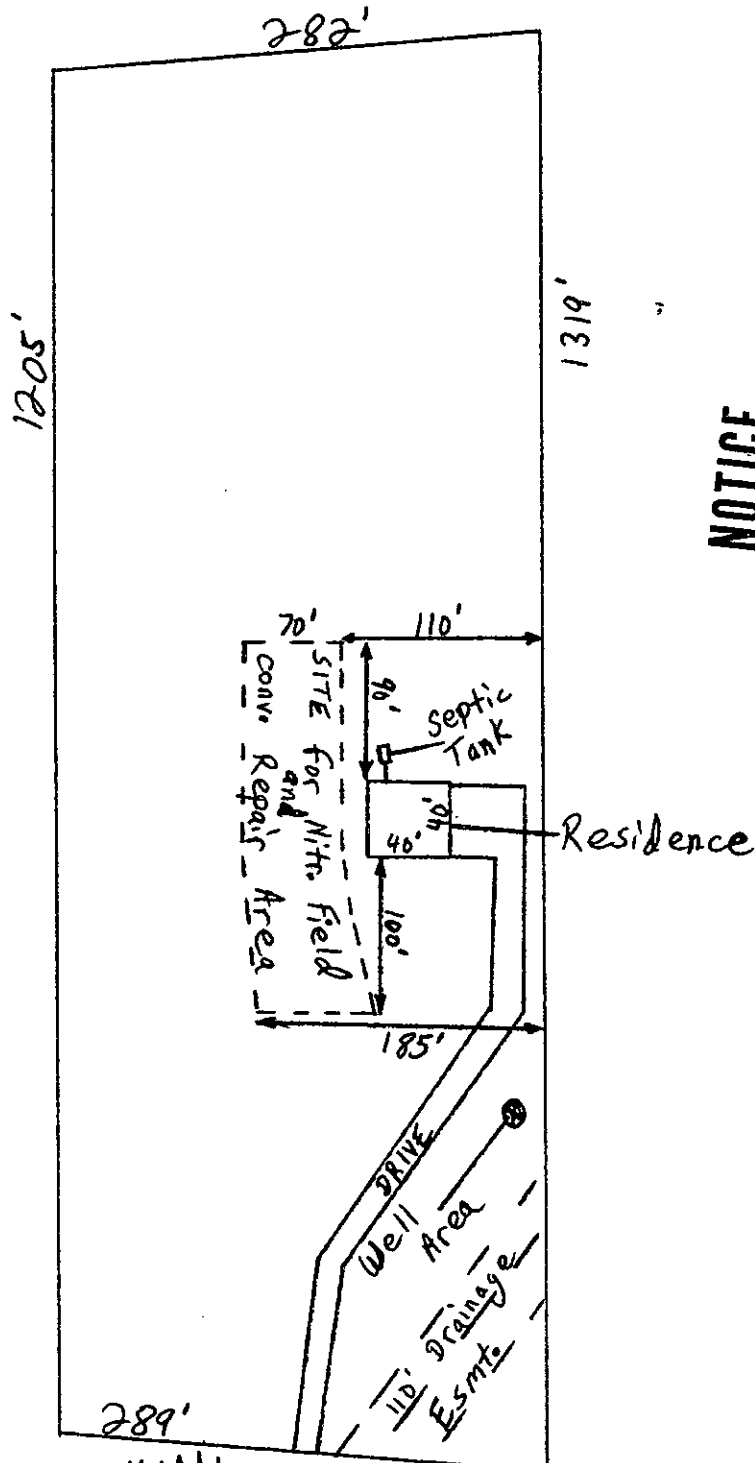 282'
1205'
1319'
NOTICE
70'
110'
SITE for Nitro Field
and
Conv. Repair Area
90'
Septic
Tank
40'
40'
Residence
100'
185'
DRIVE
Well
Area
110' Drainage
Esmt.
289'